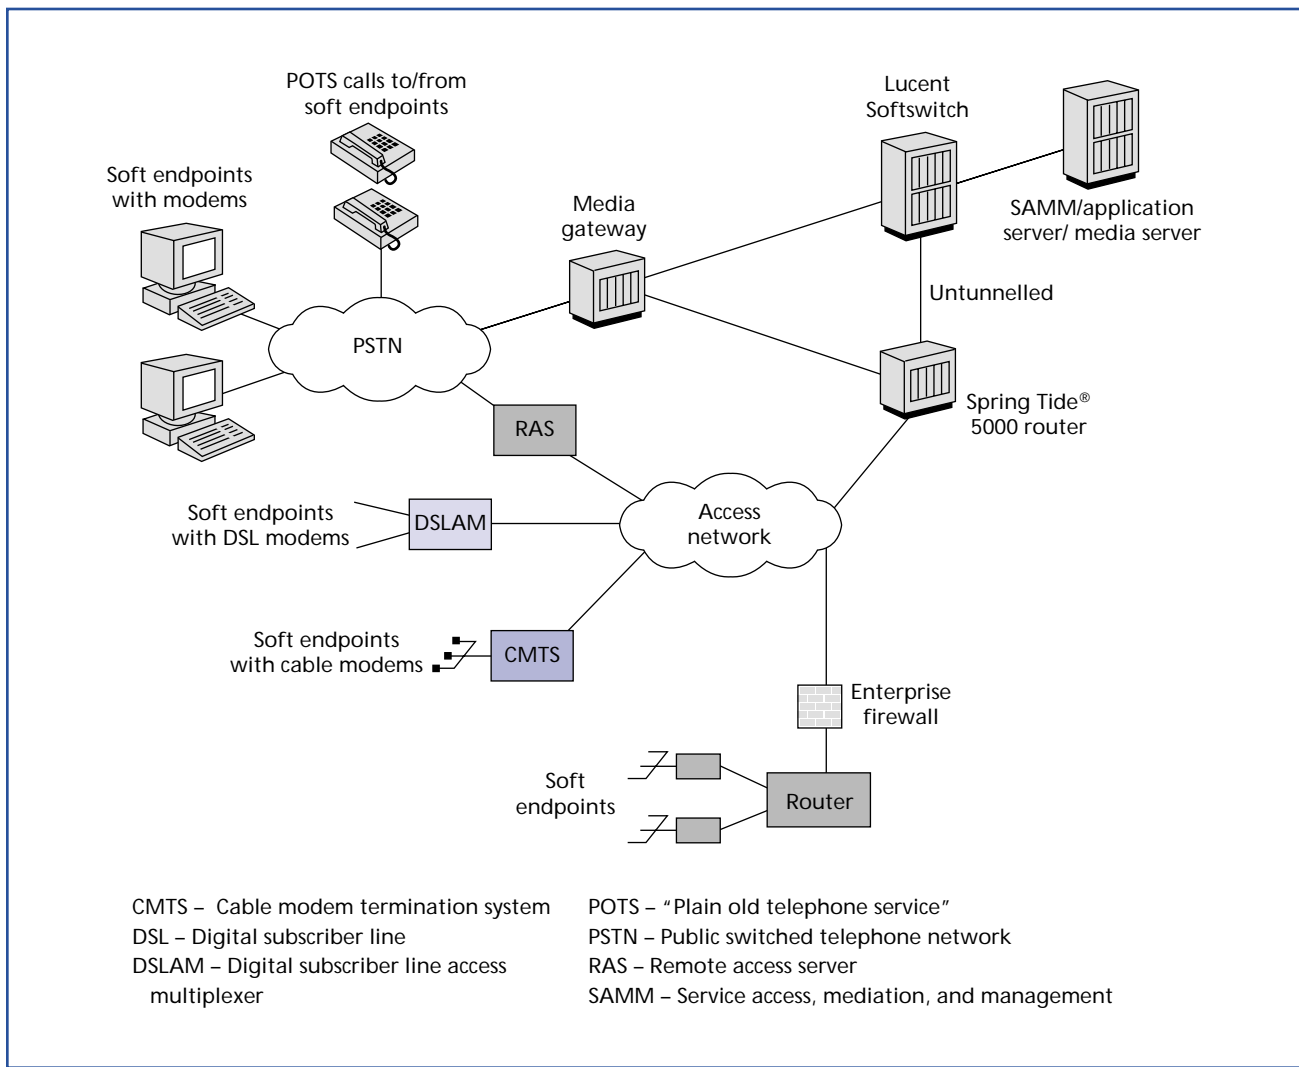 POTS calls to/from
soft endpoints
Lucent
Softswitch
Soft endpoints
with modems
Media
gateway
SAMM/application
server/ media server
Untunnelled
PSTN
Spring Tide®
5000 router
RAS
Soft endpoints
with DSL modems
DSLAM
Access
network
Soft endpoints
with cable modems
CMTS
Enterprise
firewall
Soft
endpoints
Router
CMTS – Cable modem termination system
DSL – Digital subscriber line
DSLAM – Digital subscriber line access
multiplexer
POTS – “Plain old telephone service”
PSTN – Public switched telephone network
RAS – Remote access server
SAMM – Service access, mediation, and management